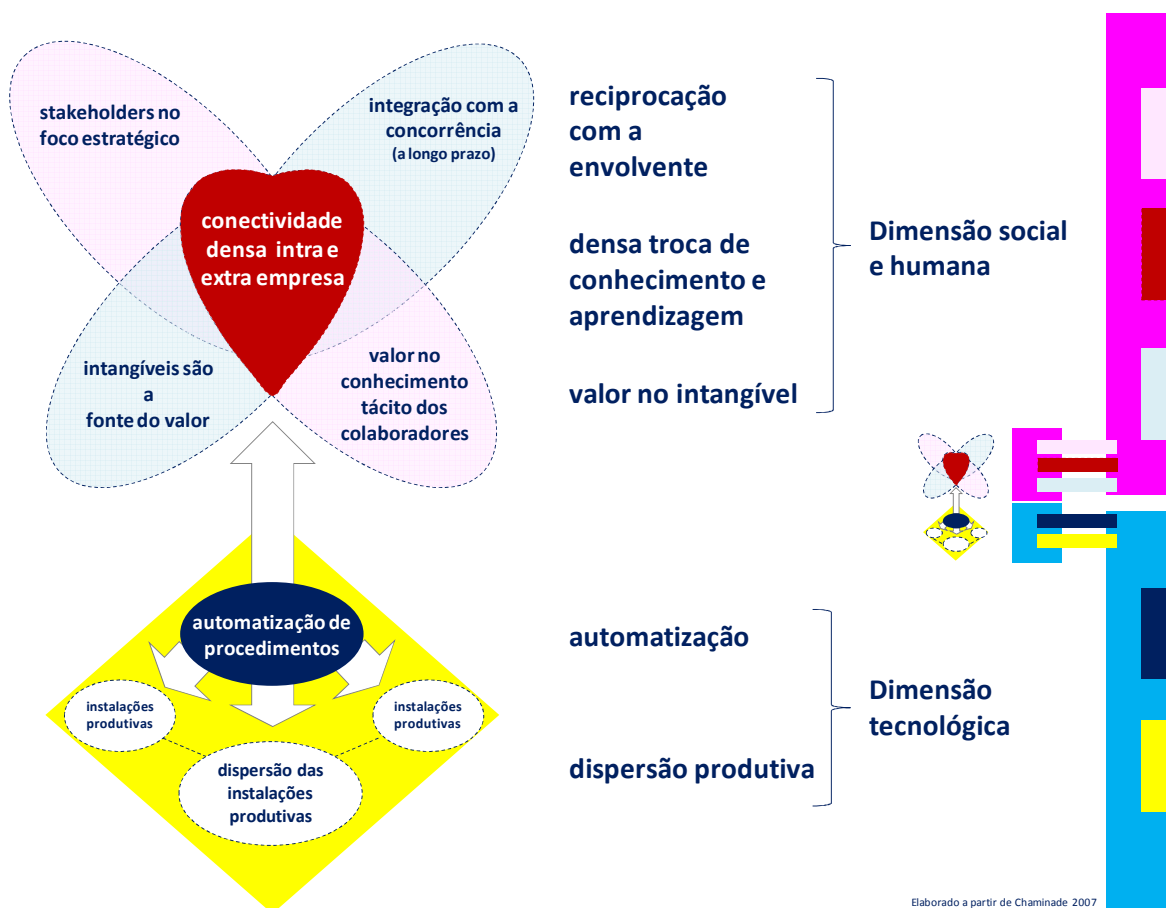 stakeholders no
foco estratégico
integração com a
concorrência
(a longo prazo)
conectividade
densa intra e
extra empresa
intangíveis são
a
fonte do valor
valor no
conhecimento
tácito dos
colaboradores
reciprocação
com a
envolvente
densa troca de
conhecimento e
aprendizagem
valor no intangível
Dimensão social
e humana
automatização de
procedimentos
instalações
produtivas
instalações
produtivas
dispersão das
instalações
produtivas
automatização
dispersão produtiva
Dimensão
tecnológica
Elaborado a partir de Chaminade 2007